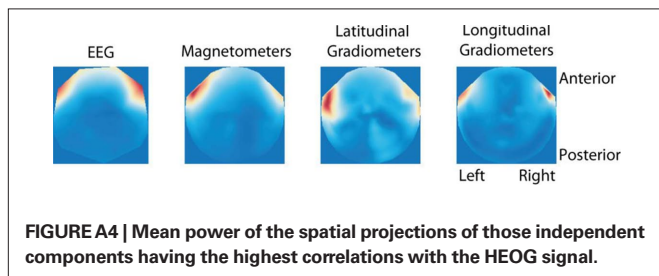 EEG
Magnetometers
Latitudinal
Gradiometers
Longitudinal
Gradiometers
Anterior
Posterior
Left Right
FIGURE A4 | Mean power of the spatial projections of those independent
components having the highest correlations with the HEOG signal.